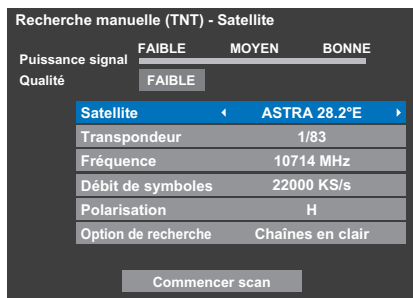 Recherche manuelle (TNT) - Satellite
FAIBLE MOYEN BONNE
Puissance signal
Qualité FAIBLE
Satellite ASTRA 28.2°E
Transpondeur 1/83
Fréquence 10714 MHz
Débit de symboles 22000 KS/s
Polarisation H
Option de recherche Chaînes en clair
Commencer scan